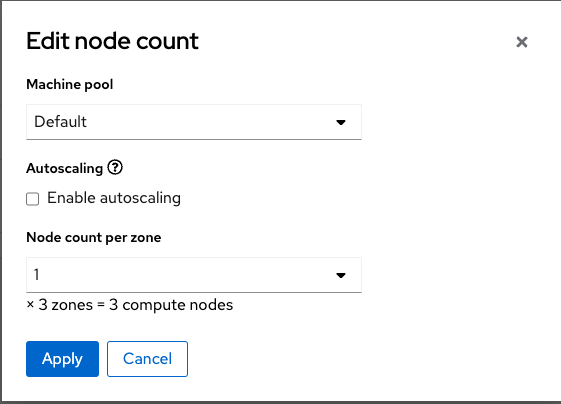 Edit node count
Machine pool
Default
Autoscaling
Enable autoscaling
Node count per zone
1
× 3 zones = 3 compute nodes
Apply Cancel